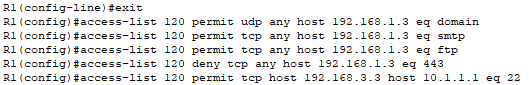 R1(config-line)#exit
R1(config)#access-list 120 permit udp any host 192.168.1.3 eq domain
R1(config)#access-list 120 permit tcp any host 192.168.1.3 eq smtp
R1(config)#access-list 120 permit tcp any host 192.168.1.3 eq ftp
R1(config)#access-list 120 deny tcp any host 192.168.1.3 eq 443
R1(config)#access-list 120 permit tcp host 192.168.3.3 host 10.1.1.1 eq 22